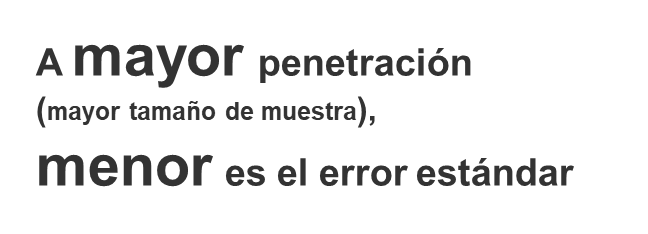 A mayor penetración
(mayor tamaño de muestra),
menor es el error estándar